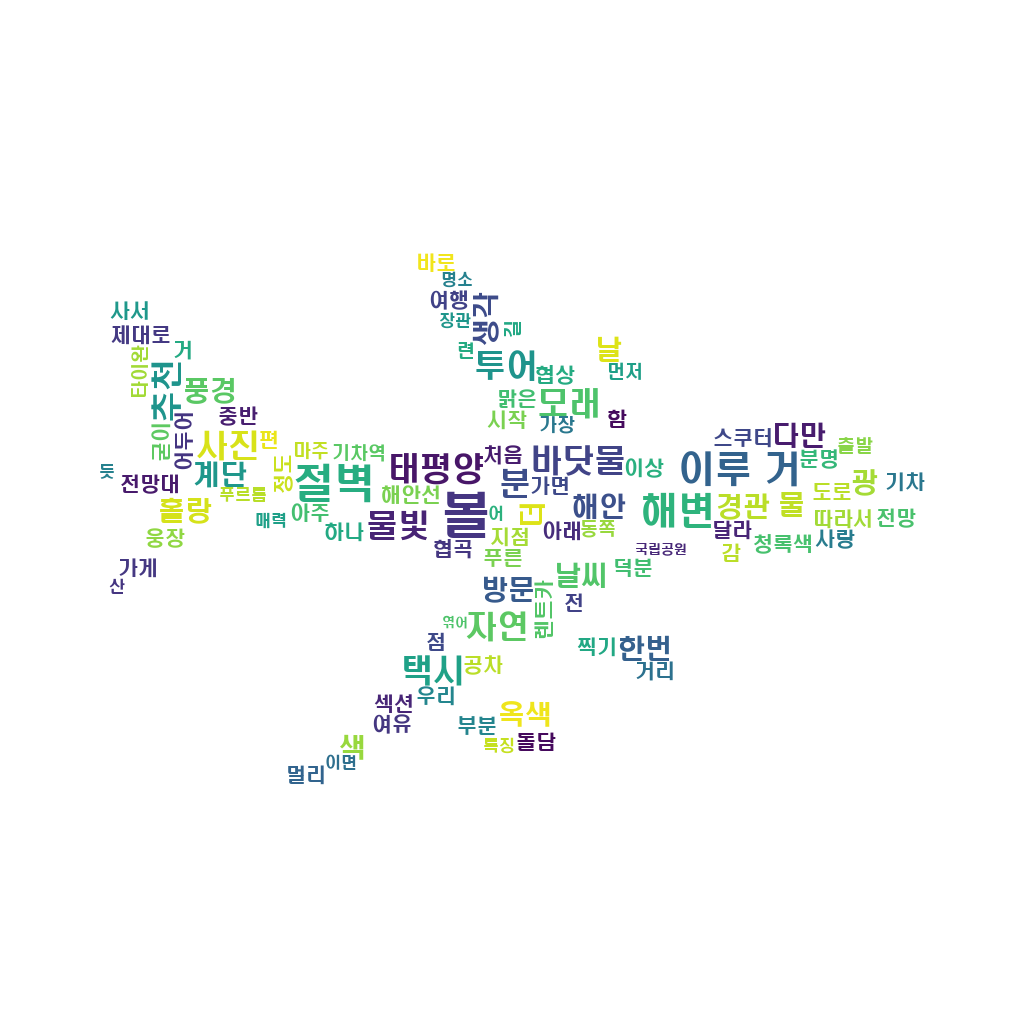 바로
명소
여행
생각
사서
장관
길
제대로
날
거
련
투어
타이완
협상
먼저
추천
풍경
맑은
모래
중반
시작
가장
함
어두어
스쿠터
다만
굳이
사진
편
마주
기차역
처음
바닷물
출발
분명
듯
전망대
계단
정도
절벽
태평양
분
가면
이상
이루 거
광
기차
푸르름
해안선
도로
홀랑
매력
아주
볼
어
더
해안
해변
경관 물
따라서
전망
웅장
하나
물빛
지점
아래
동쪽
달라
청록색
사랑
협곡
푸른
국립공원
감
가게
산
날씨
덕분
방문
렌트카
전
엮어
자연
점
찍기
한번
택시
공차
거리
섹션
우리
여유
부분
옥색
색
특징
돌담
멀리
이면